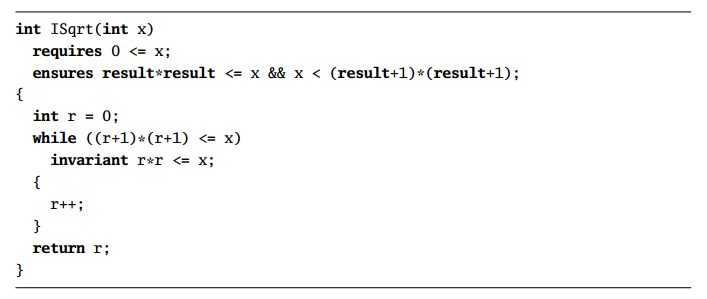 int ISqrt(int x)
  requires 0 <= x;
  ensures result*result <= x && x < (result+1)*(result+1);
{
  int r = 0;
  while ((r+1)*(r+1) <= x)
    invariant r*r <= x;
  {
    r++;
  }
  return r;
}